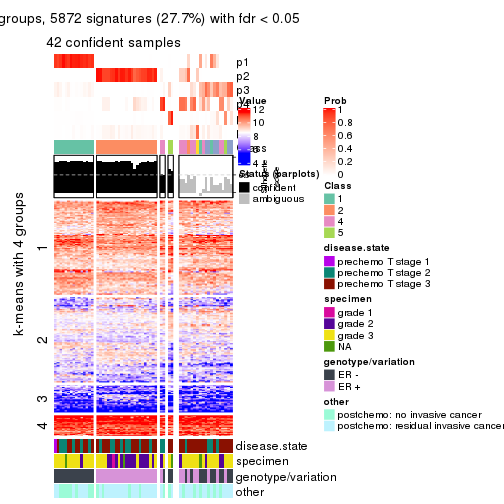 groups, 5872 signatures (27.7%) with fdr < 0.05
42 confident samples
p1
p2
p3
p4
Value
12
10
8
6
4
Prob
1
0.8
0.6
0.4
0.2
0
Status (barplots)
confident
ambiguous
Class
1
2
4
5
k-means with 4 groups
1
2
3
4
disease.state
prechemo T stage 1
prechemo T stage 2
prechemo T stage 3
specimen
grade 1
grade 2
grade 3
NA
genotype/variation
ER -
ER +
other
postchemo: no invasive cancer
postchemo: residual invasive cancer
disease.state
specimen
genotype/variation
other